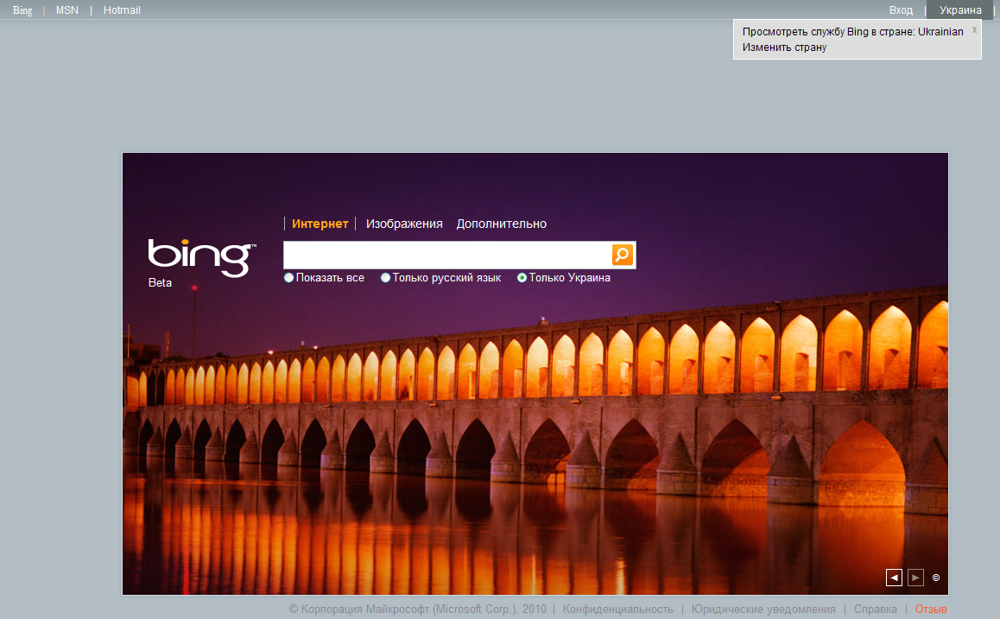 Bing | MSN | Hotmail
Вход | Украина |
Просмотреть службу Bing в стране: Ukrainian x
Изменить страну
| Интернет | Изображения Дополнительно
bing™
Beta
Показать все Только русский язык Только Украина
©
© Корпорация Майкрософт (Microsoft Corp.), 2010 | Конфиденциальность | Юридические уведомления | Справка | Отзыв